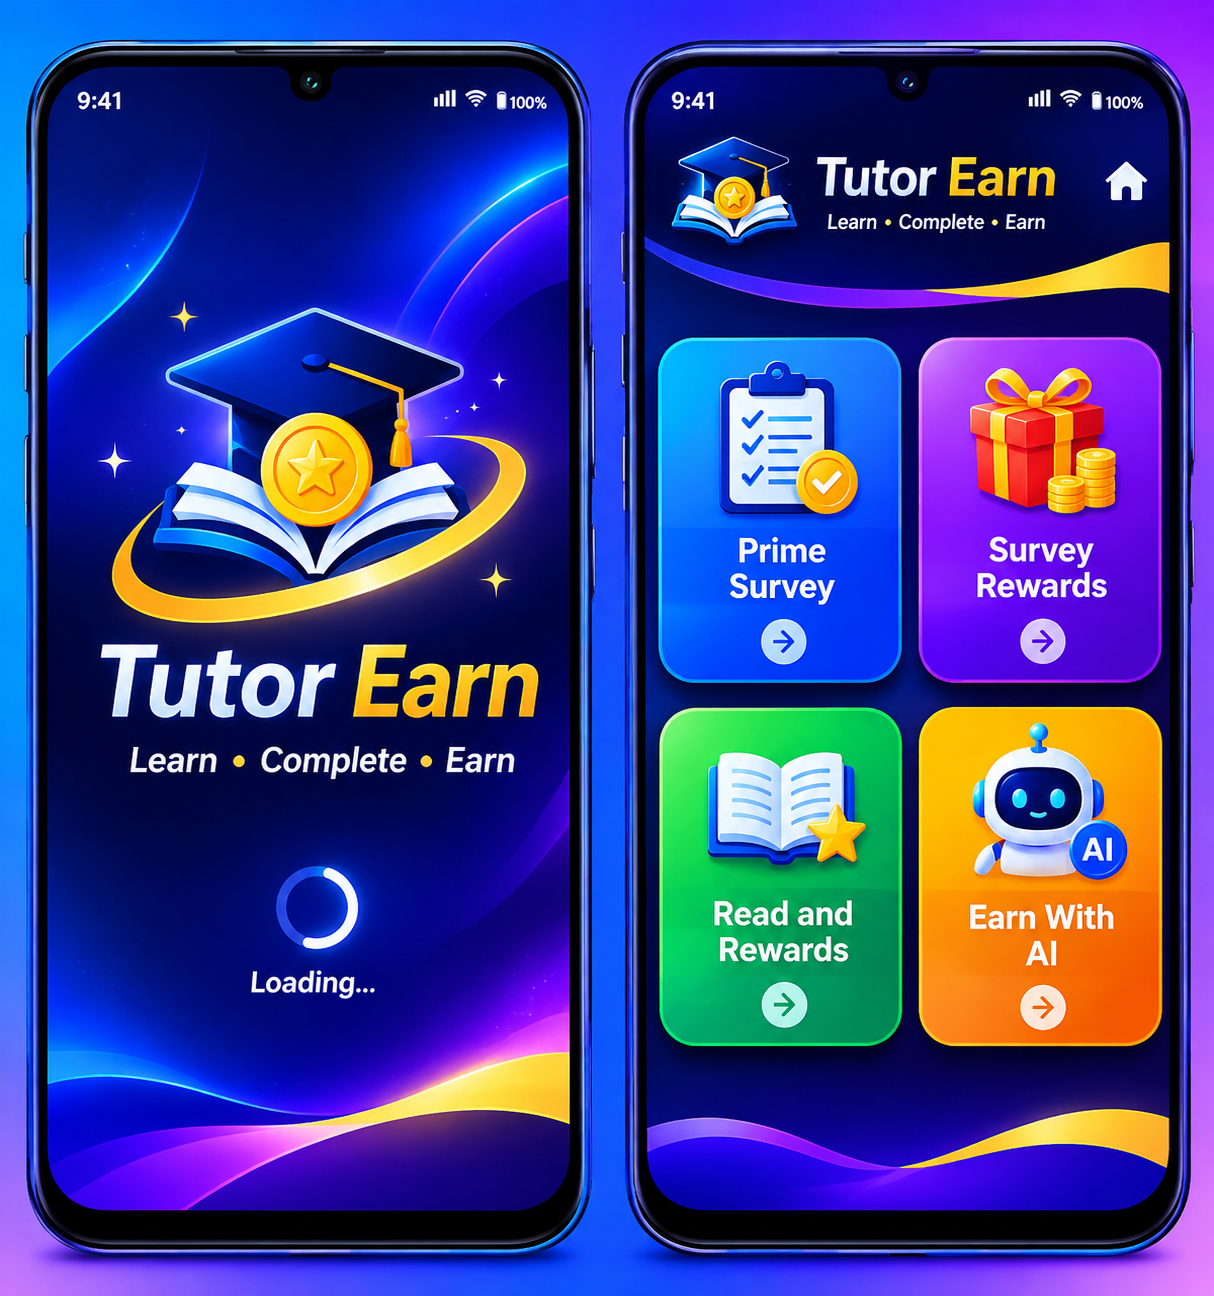 9:41
100%
Tutor Earn
Learn • Complete • Earn
Loading...
9:41
100%
Tutor Earn
Learn • Complete • Earn
Prime
Survey
Survey
Rewards
Read and
Rewards
AI
Earn With
AI